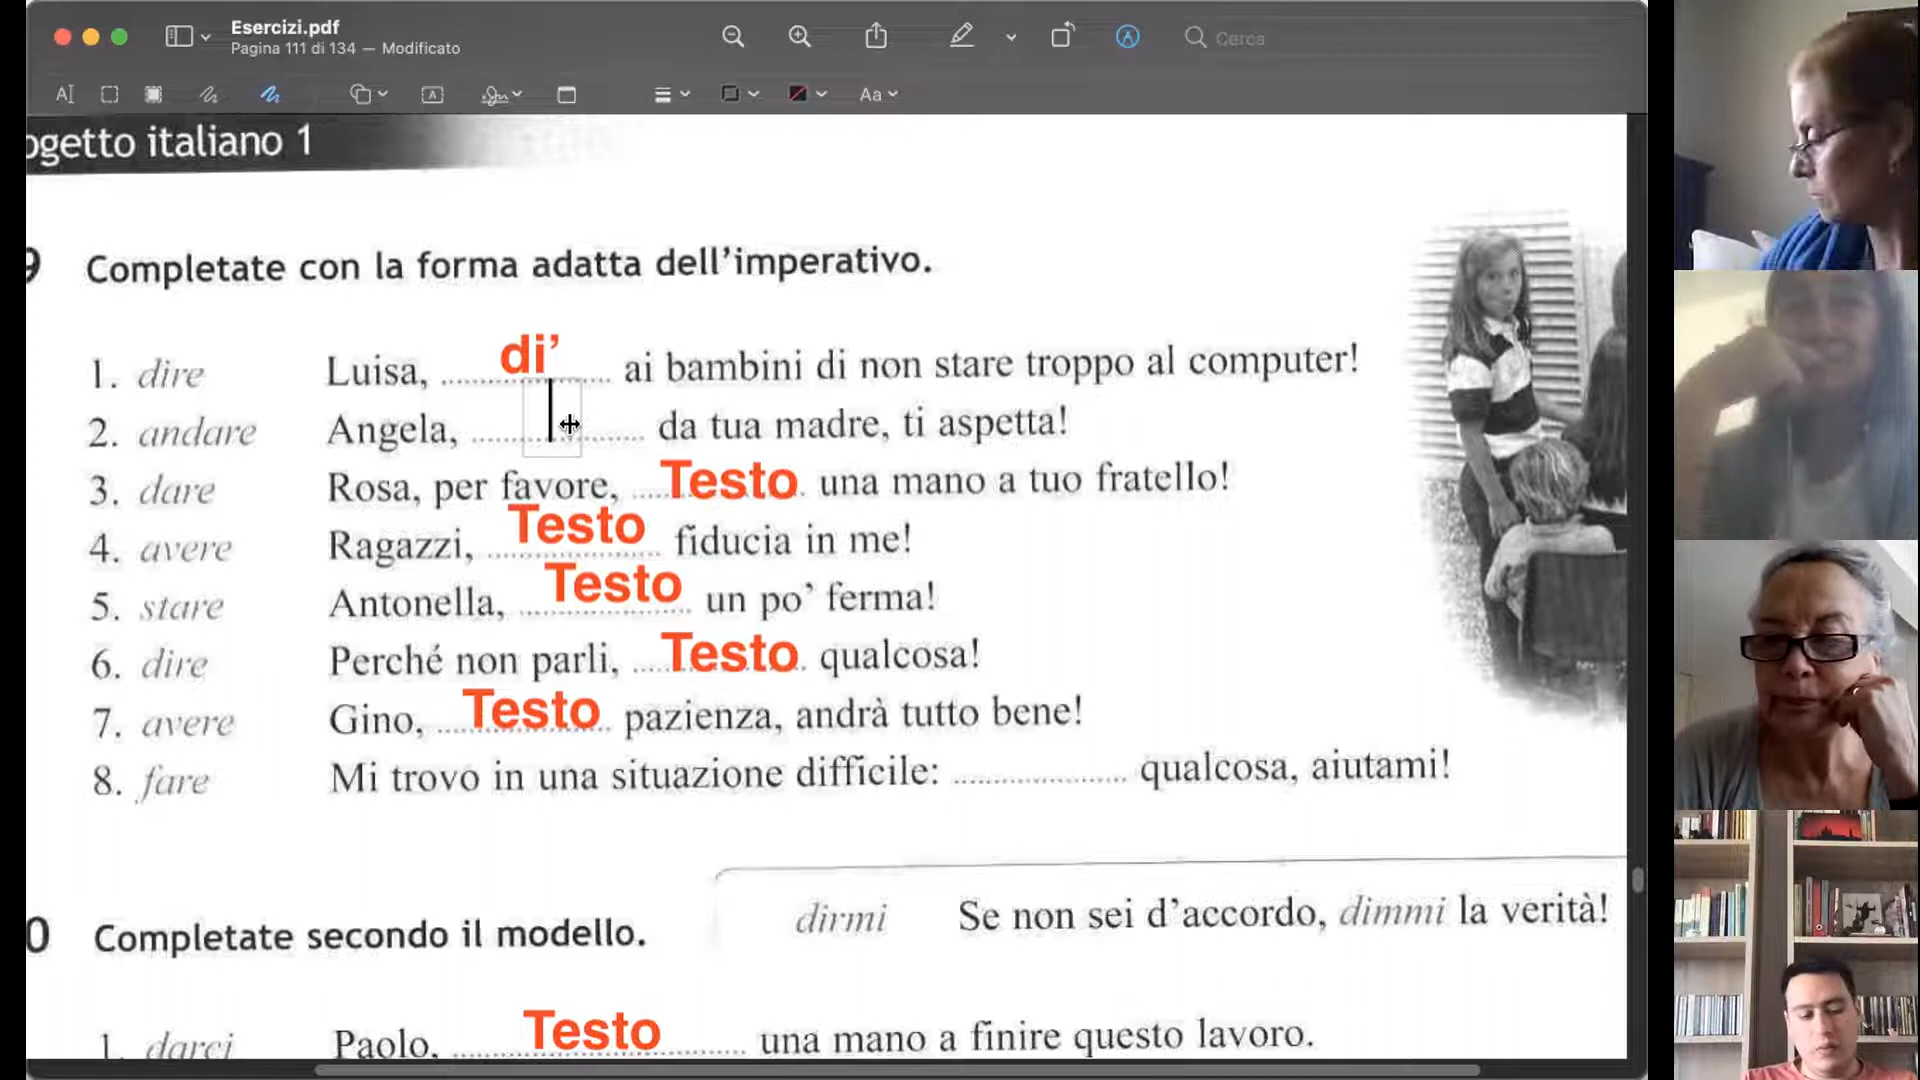 Esercizi.pdf
Pagina 111 di 134 — Modificato
Cerca
Aa
ogetto italiano 1
9 Completate con la forma adatta dell'imperativo.
1. dire Luisa, di' ai bambini di non stare troppo al computer!
2. andare Angela, da tua madre, ti aspetta!
3. dare Rosa, per favore, Testo una mano a tuo fratello!
4. avere Ragazzi, Testo fiducia in me!
5. stare Antonella, Testo un po' ferma!
6. dire Perché non parli, Testo qualcosa!
7. avere Gino, Testo pazienza, andrà tutto bene!
8. fare Mi trovo in una situazione difficile: qualcosa, aiutami!
0 Completate secondo il modello.
dirmi Se non sei d'accordo, dimmi la verità!
1. darci Paolo, Testo una mano a finire questo lavoro.